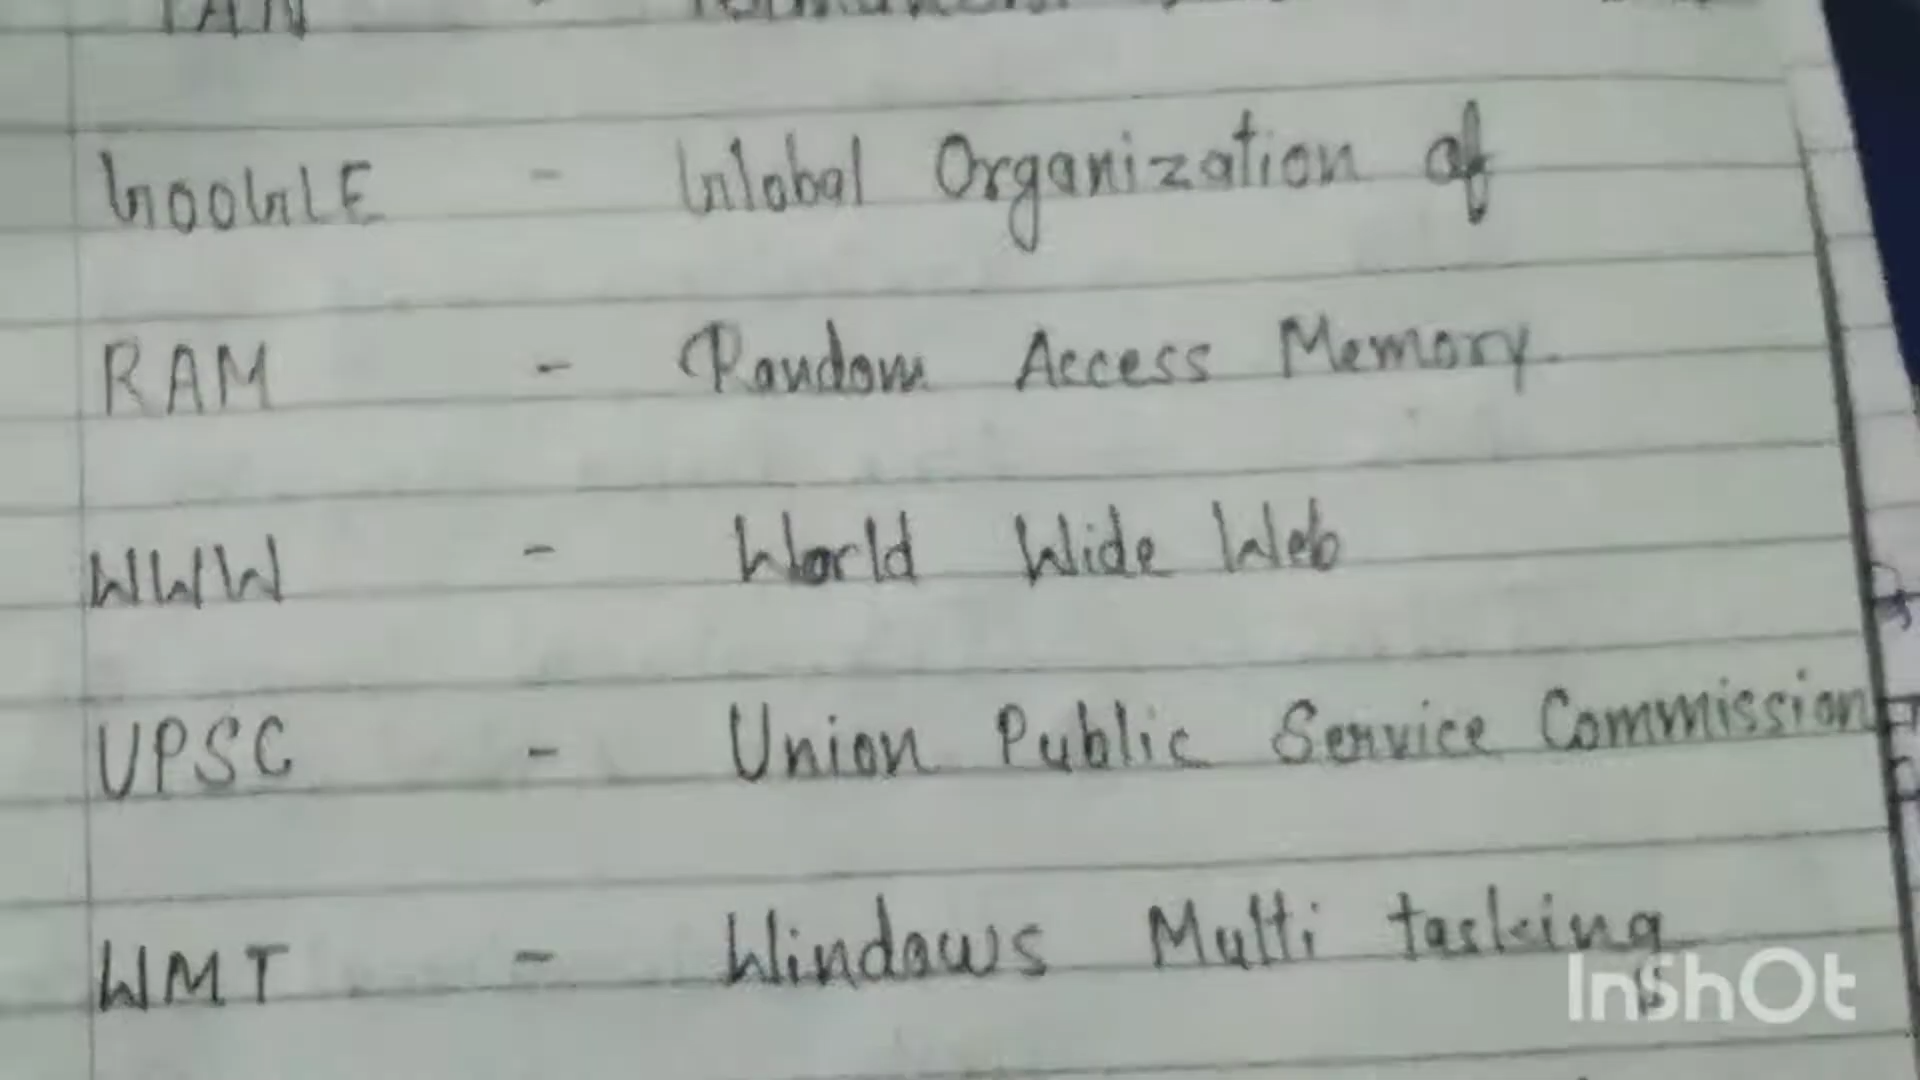 GOOGLE - Global Organization of
RAM - Random Access Memory.
WWW - World Wide Web
UPSC - Union Public Service Commission
WMT - Windows Multi tasking
InShOt